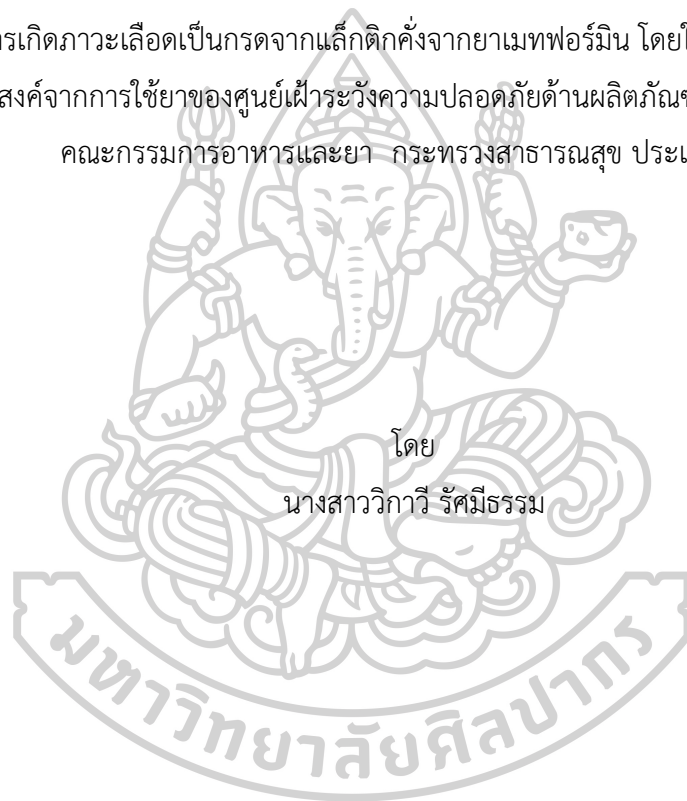 รเกิดภาวะเลือดเป็นกรดจากแล็กติกคั่งจากยาเมทฟอร์มิน โดยใ
สงค์จากการใช้ยาของศูนย์เฝ้าระวังความปลอดภัยด้านผลิตภัณ
คณะกรรมการอาหารและยา กระทรวงสาธารณสุข ประเ
โดย
นางสาววิภาวี รัศมีธรรม
มหาวิทยาลัยศิลปากร